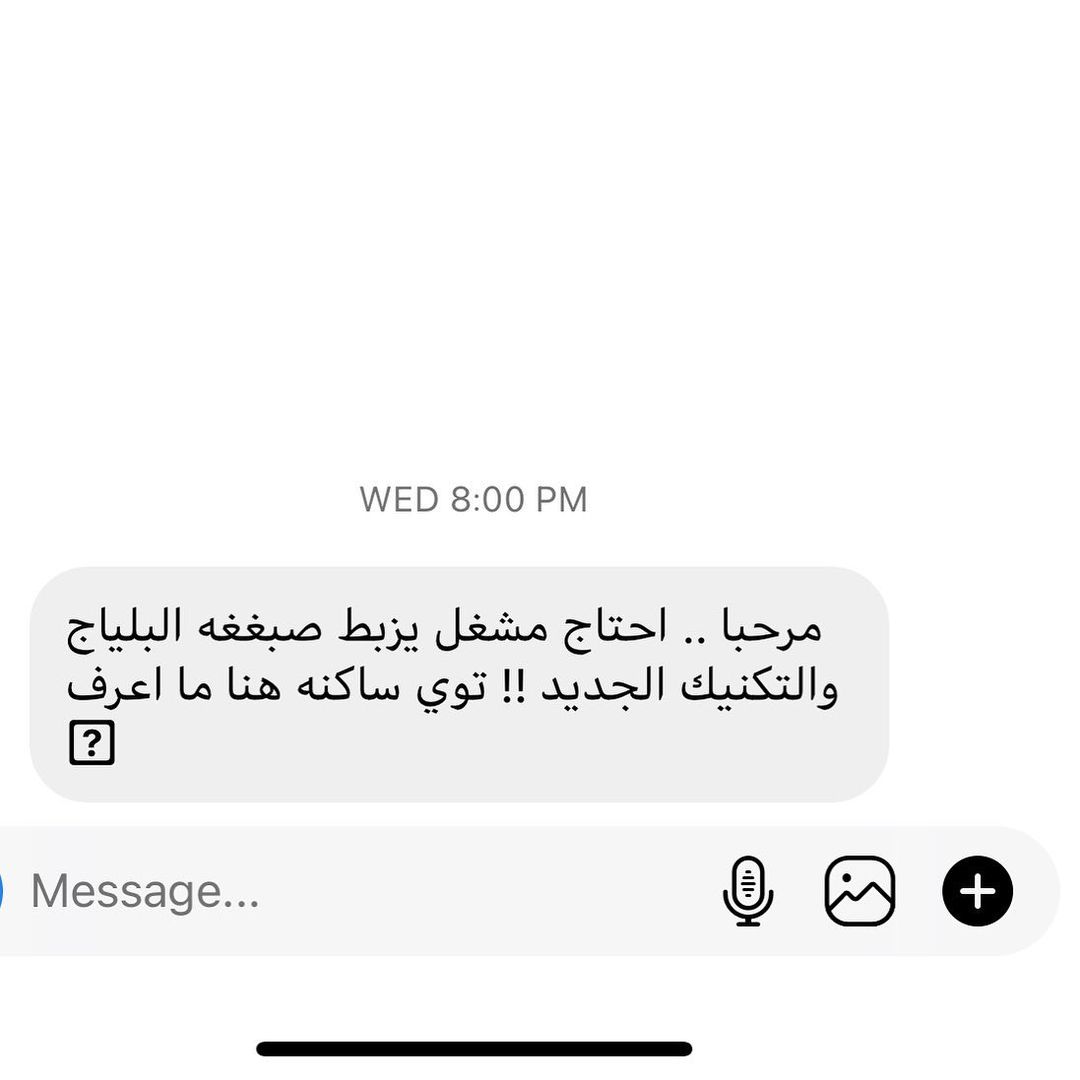 WED 8:00 PM
مرحبا .. احتاج مشغل يزبط صبغغه البلياج
والتكنيك الجديد !! توي ساكنه هنا ما اعرف
?
Message...